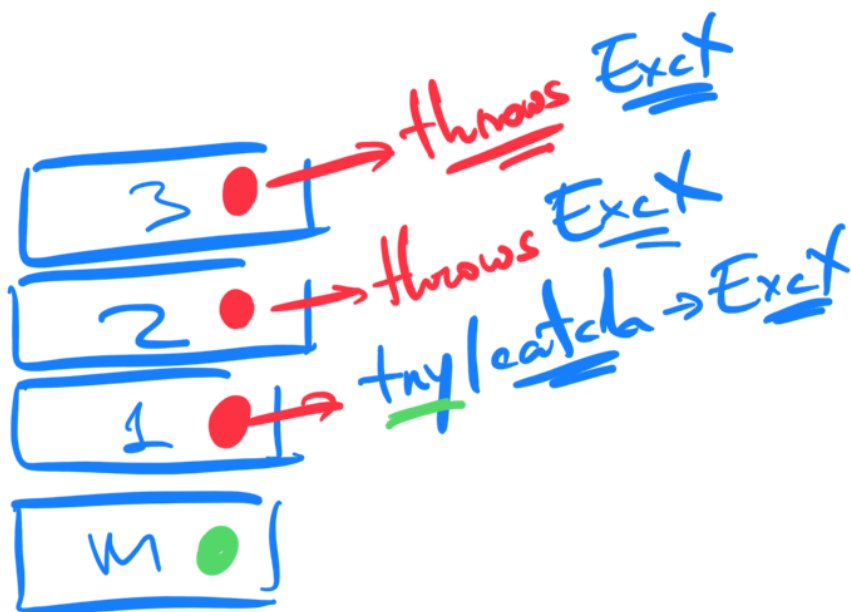 3 throws ExcX
2 throws ExcX
1 try/catch → ExcX
m